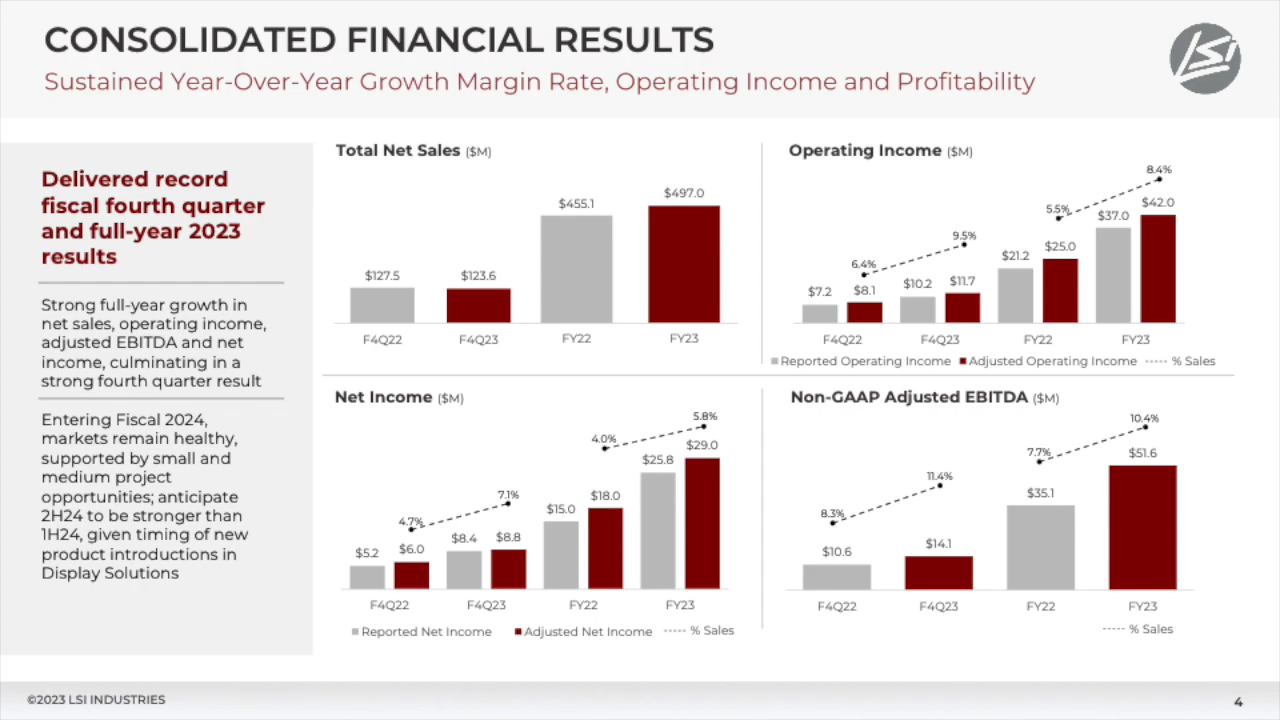 CONSOLIDATED FINANCIAL RESULTS
Sustained Year-Over-Year Growth Margin Rate, Operating Income and Profitability
LSI
Delivered record
fiscal fourth quarter
and full-year 2023
results
Strong full-year growth in
net sales, operating income,
adjusted EBITDA and net
income, culminating in a
strong fourth quarter result
Entering Fiscal 2024,
markets remain healthy,
supported by small and
medium project
opportunities; anticipate
2H24 to be stronger than
1H24, given timing of new
product introductions in
Display Solutions
Total Net Sales ($M)
$127.5
$123.6
$455.1
$497.0
F4Q22
F4Q23
FY22
FY23
Operating Income ($M)
6.4%
9.5%
5.5%
8.4%
$7.2
$8.1
$10.2
$11.7
$21.2
$25.0
$37.0
$42.0
F4Q22
F4Q23
FY22
FY23
Reported Operating Income
Adjusted Operating Income
% Sales
Net Income ($M)
4.7%
7.1%
4.0%
5.8%
$5.2
$6.0
$8.4
$8.8
$15.0
$18.0
$25.8
$29.0
F4Q22
F4Q23
FY22
FY23
Reported Net Income
Adjusted Net Income
% Sales
Non-GAAP Adjusted EBITDA ($M)
8.3%
11.4%
7.7%
10.4%
$10.6
$14.1
$35.1
$51.6
F4Q22
F4Q23
FY22
FY23
% Sales
©2023 LSI INDUSTRIES
4